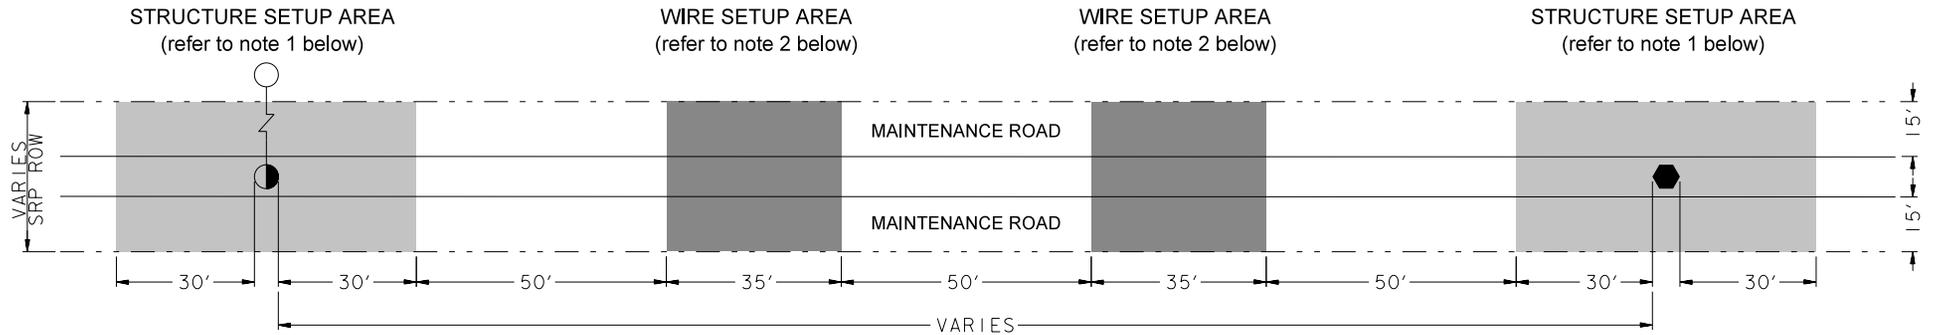 STRUCTURE SETUP AREA
(refer to note 1 below)
WIRE SETUP AREA
(refer to note 2 below)
WIRE SETUP AREA
(refer to note 2 below)
STRUCTURE SETUP AREA
(refer to note 1 below)
VARIES
SRP ROW
MAINTENANCE ROAD
MAINTENANCE ROAD
15'
15'
30'
30'
50'
35'
50'
35'
50'
30'
30'
VARIES